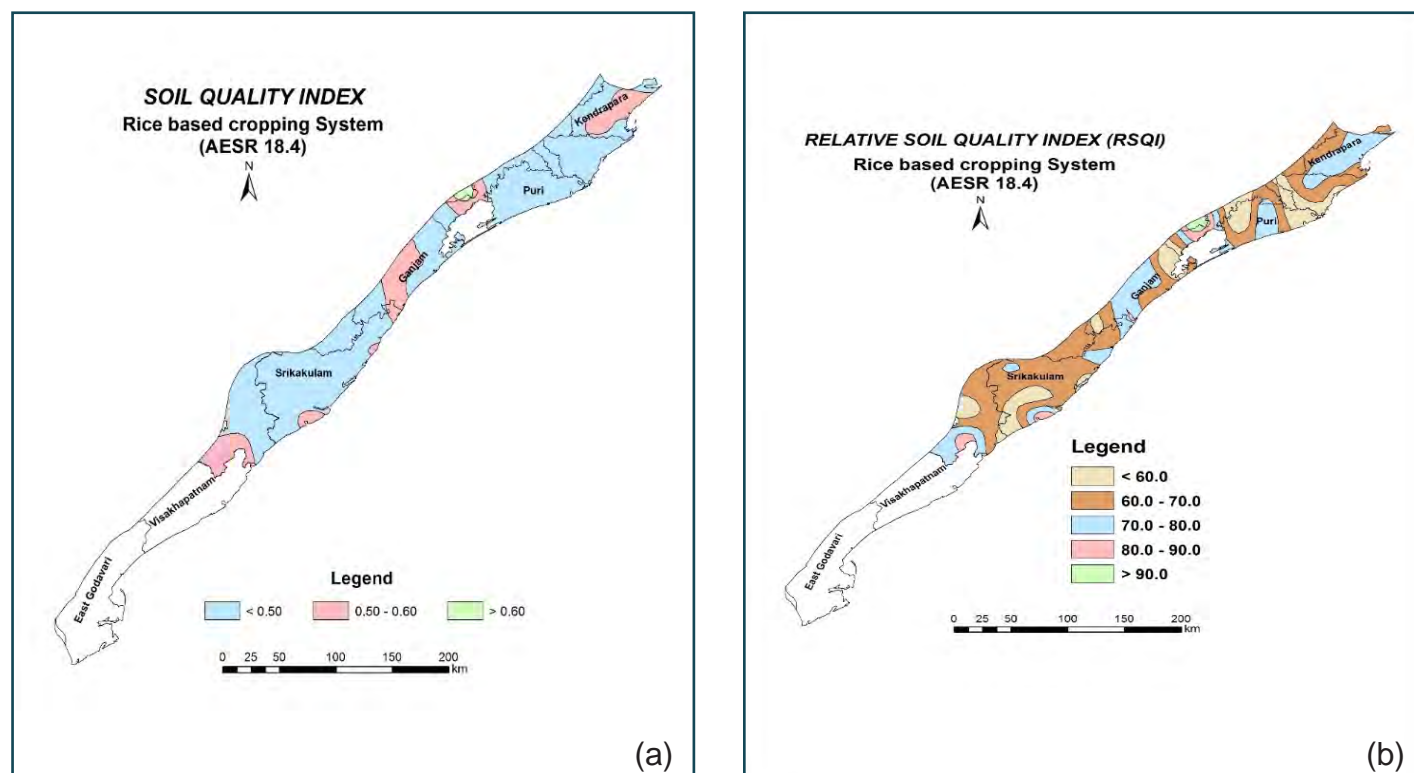 SOIL QUALITY INDEX
Rice based cropping System
(AESR 18.4)
N
Kendrapara
Puri
Ganjam
Srikakulam
Visakhapatnam
East Godavari
Legend
< 0.50
0.50 - 0.60
> 0.60
0 25 50 100 150 200
km
(a)
RELATIVE SOIL QUALITY INDEX (RSQI)
Rice based cropping System
(AESR 18.4)
N
Kendrapara
Puri
Ganjam
Srikakulam
Visakhapatnam
East Godavari
Legend
< 60.0
60.0 - 70.0
70.0 - 80.0
80.0 - 90.0
> 90.0
0 25 50 100 150 200
km
(b)